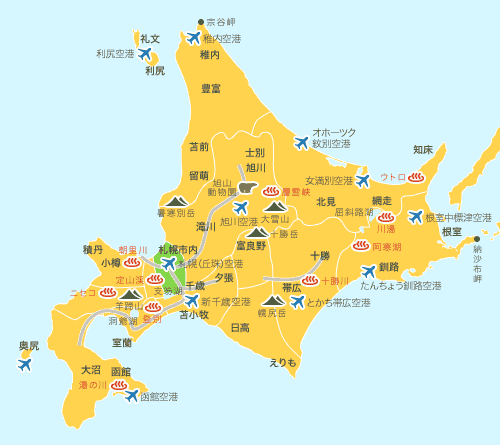 宗谷岬
礼文
稚内空港
利尻空港
稚内
利尻
豊富
オホーツク
紋別空港
苫前
士別
知床
旭川
留萌
旭山
動物園
層雲峡
女満別空港
ウトロ
北見
網走
暑寒別岳
大雪山
屈斜路湖
根室中標津空港
旭川空港
滝川
川湯
根室
十勝岳
富良野
阿寒湖
納沙布岬
積丹
朝里川
札幌市内
小樽
札幌(丘珠)空港
十勝
釧路
定山渓
夕張
十勝川
たんちょう釧路空港
ニセコ
支笏湖
千歳
帯広
羊蹄山
新千歳空港
とかち帯広空港
登別
苫小牧
幌尻岳
洞爺湖
日高
室蘭
奥尻
えりも
大沼
函館
湯の川
函館空港